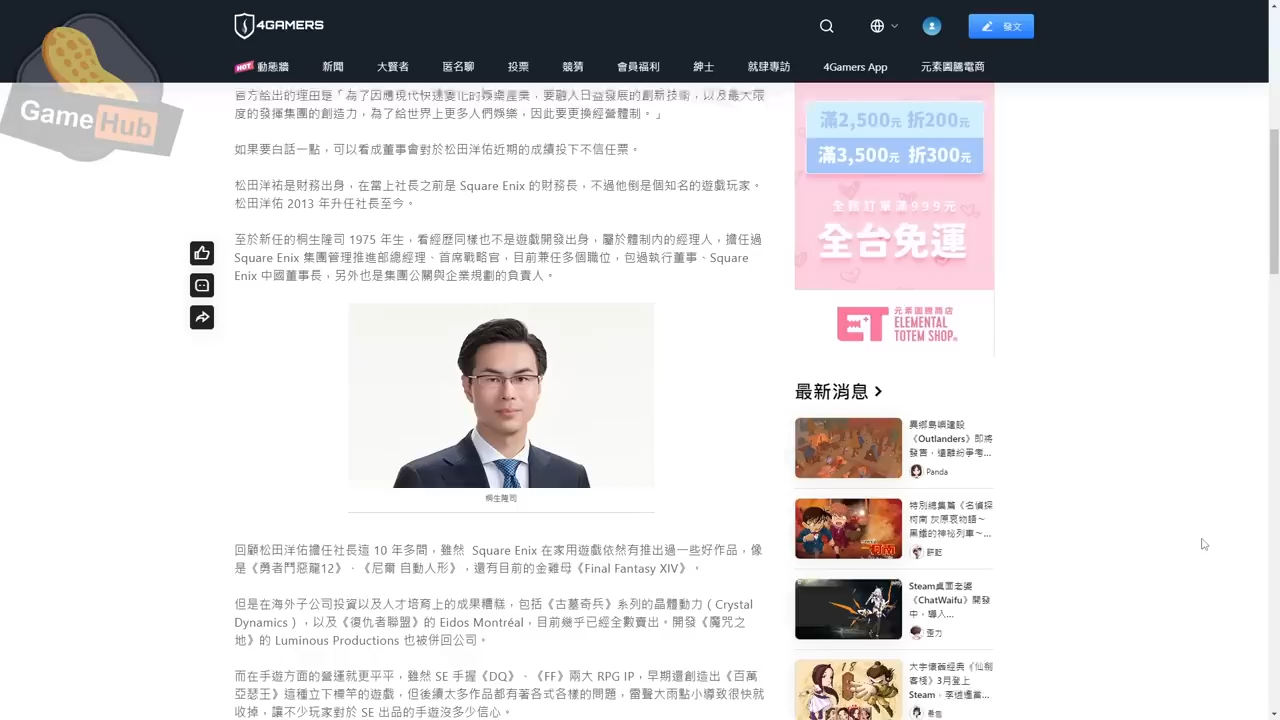 4GAMERS
發文
HOT 動態牆
新聞
大賢者
匿名聊
投票
競猜
會員福利
紳士
就肆專訪
4Gamers App
元素圖騰電商
Game Hub
官方給出的理由是「為了因應現代快速變化的娛樂產業，要融入日益發展的創新技術，以及最大限
度的發揮集團的創造力，為了給世界上更多人們娛樂，因此要更換經營體制。」
如果要白話一點，可以看成董事會對於松田洋佑近期的成績投下不信任票。
松田洋祐是財務出身，在當上社長之前是 Square Enix 的財務長，不過他倒是個知名的遊戲玩家。
松田洋佑 2013 年升任社長至今。
至於新任的桐生隆司 1975 年生，看經歷同樣也不是遊戲開發出身，屬於體制內的經理人，擔任過
Square Enix 集團管理推進部總經理、首席戰略官，目前兼任多個職位，包過執行董事、Square
Enix 中國董事長，另外也是集團公關與企業規劃的負責人。
桐生隆司
回顧松田洋佑擔任社長這 10 年多間，雖然 Square Enix 在家用遊戲依然有推出過一些好作品，像
是《勇者鬥惡龍12》、《尼爾 自動人形》，還有目前的金雞母《Final Fantasy XIV》。
但是在海外子公司投資以及人才培育上的成果糟糕，包括《古墓奇兵》系列的晶體動力（Crystal
Dynamics），以及《復仇者聯盟》的 Eidos Montréal，目前幾乎已經全數賣出。開發《魔咒之
地》的 Luminous Productions 也被併回公司。
而在手遊方面的營運就更平平，雖然 SE 手握《DQ》、《FF》兩大 RPG IP，早期還創造出《百萬
亞瑟王》這種立下標竿的遊戲，但後續太多作品都有著各式各樣的問題，雷聲大雨點小導致很快就
收掉，讓不少玩家對於 SE 出品的手遊沒多少信心。
滿2,500元 折200元
滿3,500元 折300元
全館訂單滿999元
全台免運
ET 元素圖騰商店
ELEMENTAL
TOTEM SHOP
最新消息
異鄉島嶼建設
《Outlanders》即將
發售，遠離紛爭考...
Panda
特別總集篇《名偵探
柯南 灰原哀物語～
黑鐵的神秘列車～...
Steam桌面老婆
《ChatWaifu》開發
中，導入...
歪力
大宇懷舊經典《仙劍
客棧》3月登上